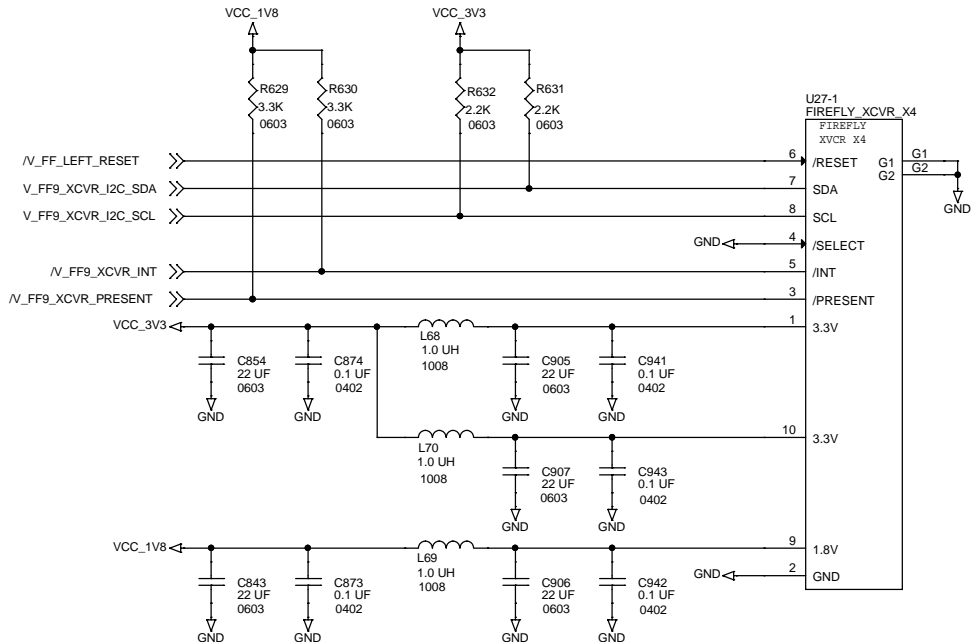 VCC_1V8
VCC_3V3
R629
3.3K
0603
R630
3.3K
0603
R632
2.2K
0603
R631
2.2K
0603
U27-1
FIREFLY_XCVR_X4
FIREFLY
XVCR X4
/V_FF_LEFT_RESET
6
/RESET
G1
G1
G2
G2
GND
V_FF9_XCVR_I2C_SDA
7
SDA
V_FF9_XCVR_I2C_SCL
8
SCL
GND
4
/SELECT
/V_FF9_XCVR_INT
5
/INT
/V_FF9_XCVR_PRESENT
3
/PRESENT
VCC_3V3
L68
1.0 UH
1008
1
3.3V
C854
22 UF
0603
GND
C874
0.1 UF
0402
GND
C905
22 UF
0603
GND
C941
0.1 UF
0402
GND
L70
1.0 UH
1008
10
3.3V
C907
22 UF
0603
GND
C943
0.1 UF
0402
GND
VCC_1V8
L69
1.0 UH
1008
9
1.8V
GND
2
GND
C843
22 UF
0603
GND
C873
0.1 UF
0402
GND
C906
22 UF
0603
GND
C942
0.1 UF
0402
GND